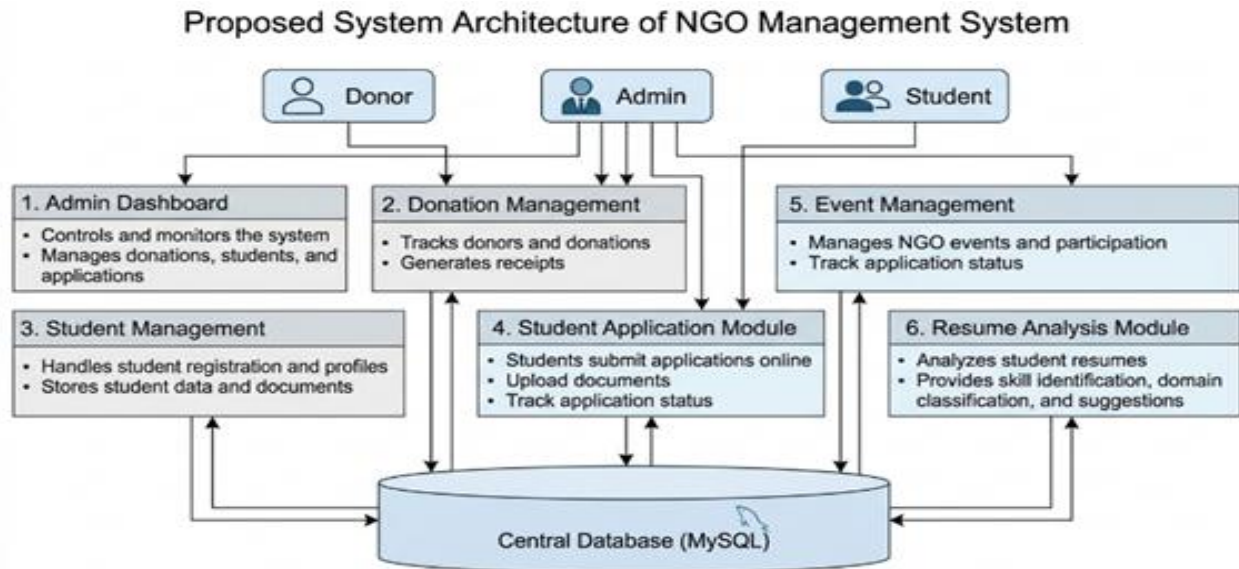 Proposed System Architecture of NGO Management System
Donor
Admin
Student
1. Admin Dashboard
• Controls and monitors the system
• Manages donations, students, and
applications
2. Donation Management
• Tracks donors and donations
• Generates receipts
5. Event Management
• Manages NGO events and participation
• Track application status
3. Student Management
• Handles student registration and profiles
• Stores student data and documents
4. Student Application Module
• Students submit applications online
• Upload documents
• Track application status
6. Resume Analysis Module
• Analyzes student resumes
• Provides skill identification, domain
classification, and suggestions
Central Database (MySQL)